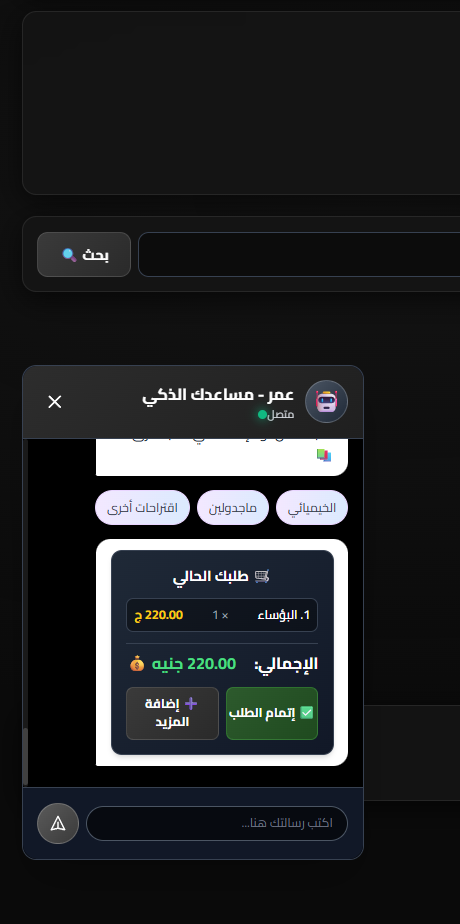 بحث
عمر - مساعدك الذكي
متصل
الخيميائي
ماجدولين
اقتراحات أخرى
طلبك الحالي
1. البؤساء × 1 220.00 ج
الإجمالي: 220.00 جنيه
إتمام الطلب
إضافة
المزيد
اكتب رسالتك هنا...